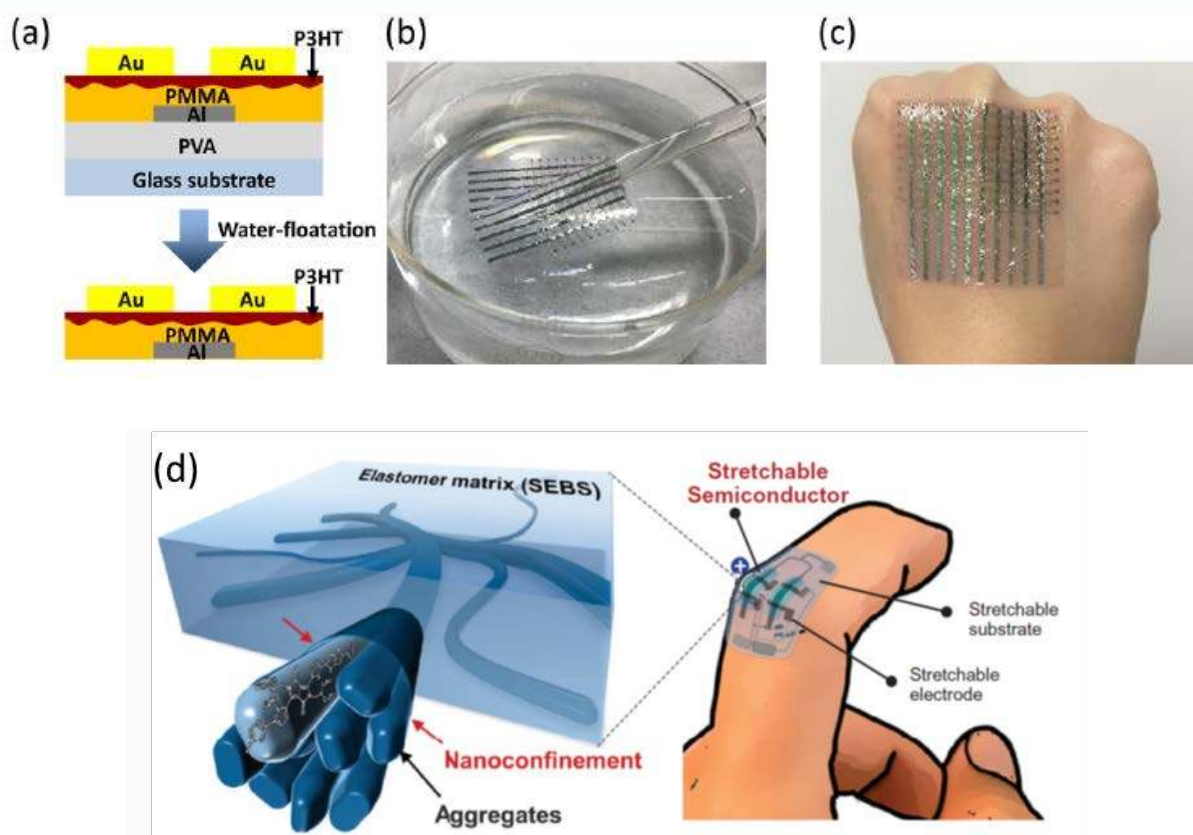 (a)
P3HT
Au
Au
PMMA
Al
PVA
Glass substrate
Water-floatation
P3HT
Au
Au
PMMA
Al
(b)
(c)
(d)
Elastomer matrix (SEBS)
Nanoconfinement
Aggregates
Stretchable
Semiconductor
Stretchable
substrate
Stretchable
electrode